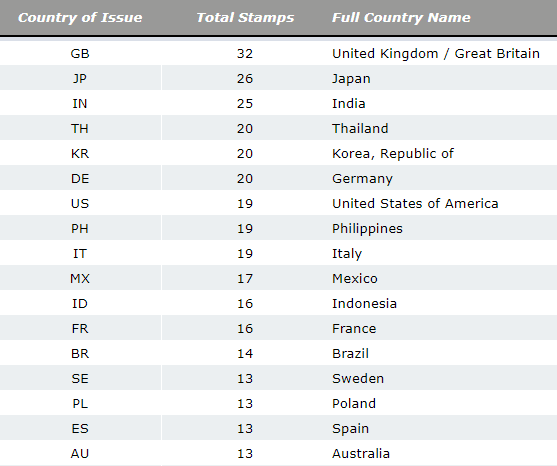 Country of Issue Total Stamps Full Country Name
GB 32 United Kingdom / Great Britain
JP 26 Japan
IN 25 India
TH 20 Thailand
KR 20 Korea, Republic of
DE 20 Germany
US 19 United States of America
PH 19 Philippines
IT 19 Italy
MX 17 Mexico
ID 16 Indonesia
FR 16 France
BR 14 Brazil
SE 13 Sweden
PL 13 Poland
ES 13 Spain
AU 13 Australia